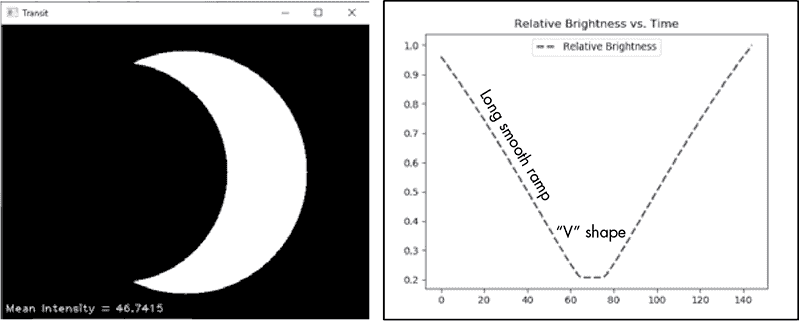 Transit
Mean Intensity = 46.7415
Relative Brightness vs. Time
Relative Brightness
1.0
0.9
0.8
0.7
0.6
0.5
0.4
0.3
0.2
Long smooth ramp
“V” shape
0 20 40 60 80 100 120 140